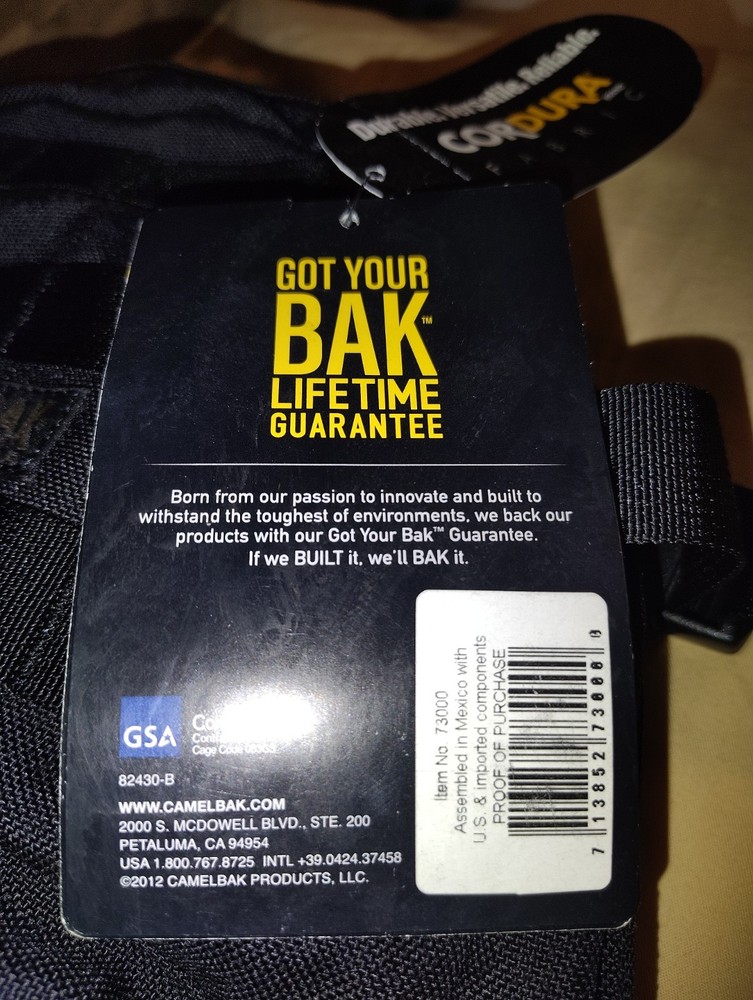 Durable. Versatile. Reliable.
CORDURA
FABRIC
GOT YOUR
BAK™
LIFETIME
GUARANTEE
Born from our passion to innovate and built to
withstand the toughest of environments, we back our
products with our Got Your Bak™ Guarantee.
If we BUILT it, we'll BAK it.
GSA
Cage Code
82430-B
WWW.CAMELBAK.COM
2000 S. MCDOWELL BLVD., STE. 200
PETALUMA, CA 94954
USA 1.800.767.8725 INTL +39.0424.37458
©2012 CAMELBAK PRODUCTS, LLC.
Item No. 73000
Assembled in Mexico with
U.S. & imported components
PROOF OF PURCHASE
7 13852 73000